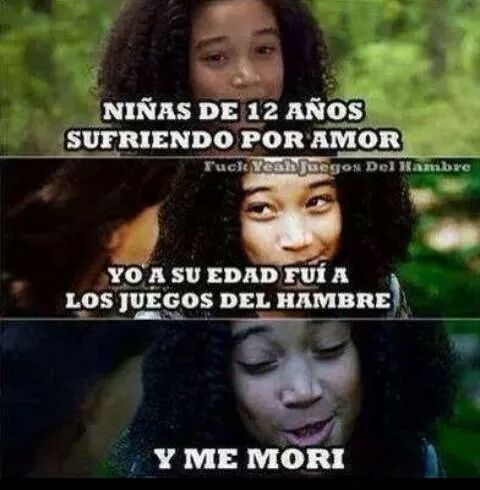 NIÑAS DE 12 AÑOS
SUFRIENDO POR AMOR
Fuck Yeah Juegos Del Hambre
YO A SU EDAD FUÍ A
LOS JUEGOS DEL HAMBRE
Y ME MORI